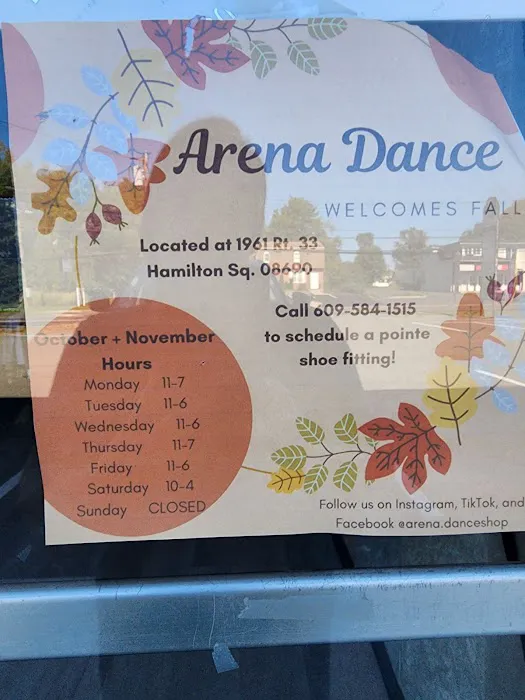 Arena Dance
WELCOMES FALL
Located at 1961 Rt. 33
Hamilton Sq. 08690
Call 609-584-1515
to schedule a pointe
shoe fitting!
October + November
Hours
Monday 11-7
Tuesday 11-6
Wednesday 11-6
Thursday 11-7
Friday 11-6
Saturday 10-4
Sunday CLOSED
Follow us on Instagram, TikTok, and
Facebook @arena.danceshop